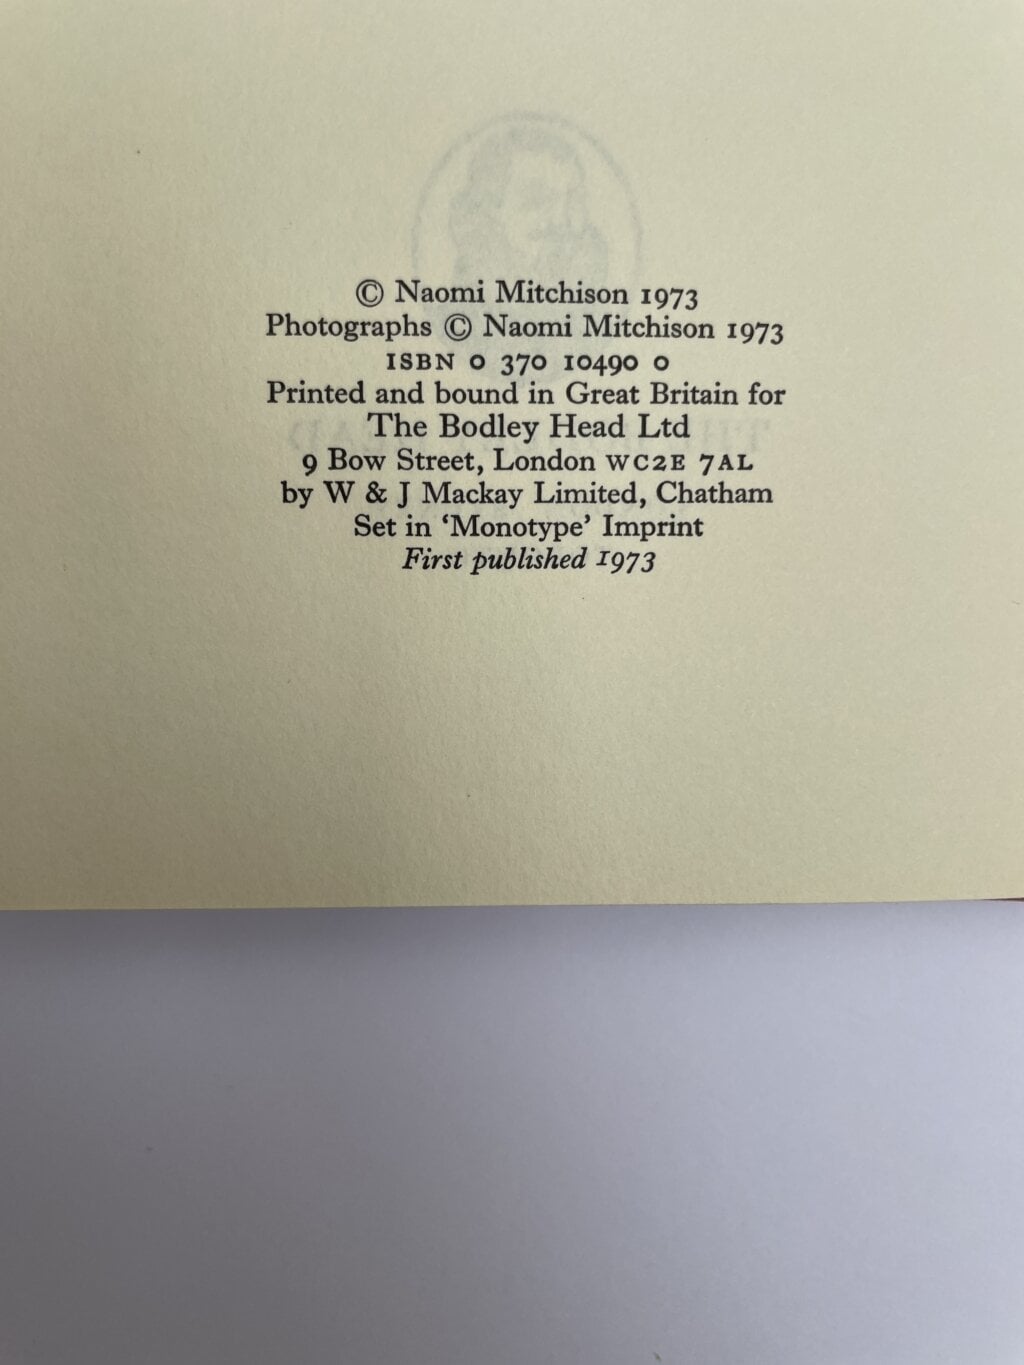 © Naomi Mitchison 1973
Photographs © Naomi Mitchison 1973
ISBN 0 370 10490 0
Printed and bound in Great Britain for
The Bodley Head Ltd
9 Bow Street, London WC2E 7AL
by W & J Mackay Limited, Chatham
Set in ‘Monotype’ Imprint
First published 1973